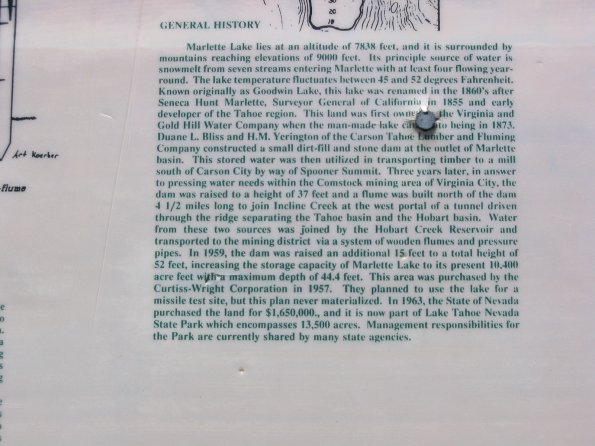 30
20
10
GENERAL HISTORY
Marlette Lake lies at an altitude of 7838 feet, and it is surrounded by
mountains reaching elevations of 9000 feet. Its principle source of water is
snowmelt from seven streams entering Marlette with at least four flowing year-
round. The lake temperature fluctuates between 45 and 52 degrees Fahrenheit.
Known originally as Goodwin Lake, this lake was renamed in the 1860's after
Seneca Hunt Marlette, Surveyor General of California in 1855 and early
developer of the Tahoe region. This land was first the Virginia and
Gold Hill Water Company when the man-made lake into being in 1873.
Duane L. Bliss and H.M. Yerington of the Carson Tahoe Lumber and Fluming
Company constructed a small dirt-fill and stone dam at the outlet of Marlette
basin. This stored water was then utilized in transporting timber to a mill
south of Carson City by way of Spooner Summit. Three years later, in answer
to pressing water needs within the Comstock mining area of Virginia City, the
dam was raised to a height of 37 feet and a flume was built north of the dam
4 1/2 miles long to join Incline Creek at the west portal of a tunnel driven
through the ridge separating the Tahoe basin and the Hobart basin. Water
from these two sources was joined by the Hobart Creek Reservoir and
transported to the mining district via a system of wooden flumes and pressure
pipes. In 1959, the dam was raised an additional 15 feet to a total height of
52 feet, increasing the storage capacity of Marlette Lake to its present 10,400
acre feet with a maximum depth of 44.4 feet. This area was purchased by the
Curtiss-Wright Corporation in 1957. They planned to use the lake for a
missile test site, but this plan never materialized. In 1963, the State of Nevada
purchased the land for $1,650,000., and it is now part of Lake Tahoe Nevada
State Park which encompasses 13,500 acres. Management responsibilities for
the Park are currently shared by many state agencies.
Art Koerber
-flume